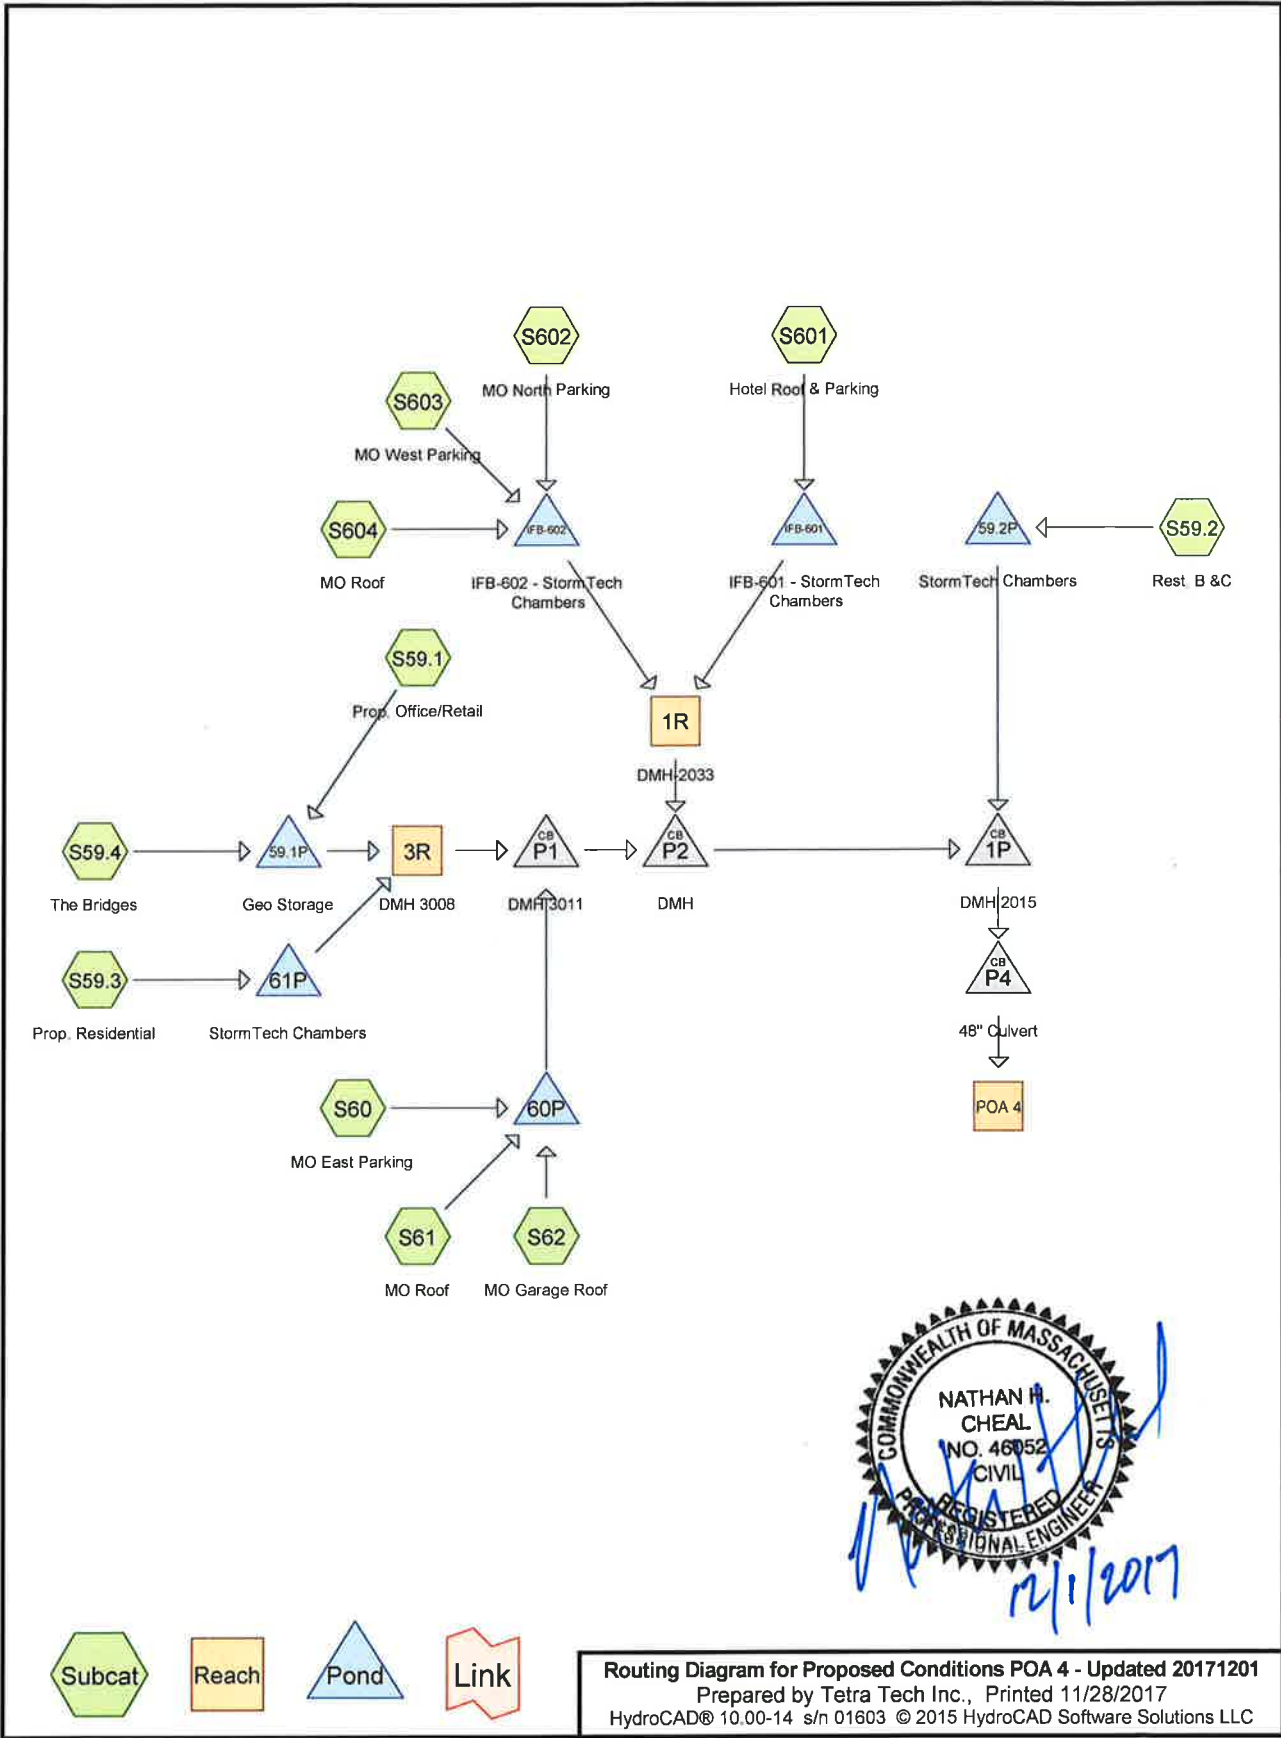 S602
MO North Parking
S601
Hotel Roof & Parking
S603
MO West Parking
S604
MO Roof
IFB-602
IFB-602 - StormTech
Chambers
IFB-601
IFB-601 - StormTech
Chambers
59.2P
StormTech Chambers
S59.2
Rest. B &C
S59.1
Prop. Office/Retail
1R
DMH-2033
S59.4
The Bridges
59.1P
Geo Storage
3R
DMH 3008
CB
P1
DMH 3011
CB
P2
DMH
CB
1P
DMH 2015
S59.3
Prop. Residential
61P
StormTech Chambers
CB
P4
48" Culvert
POA 4
S60
MO East Parking
60P
S61
MO Roof
S62
MO Garage Roof
COMMONWEALTH OF MASSACHUSETTS
NATHAN H.
CHEAL
NO. 46052
CIVIL
REGISTERED
PROFESSIONAL ENGINEER
12/1/2017
Subcat
Reach
Pond
Link
Routing Diagram for Proposed Conditions POA 4 - Updated 20171201
Prepared by Tetra Tech Inc., Printed 11/28/2017
HydroCAD® 10.00-14 s/n 01603 © 2015 HydroCAD Software Solutions LLC